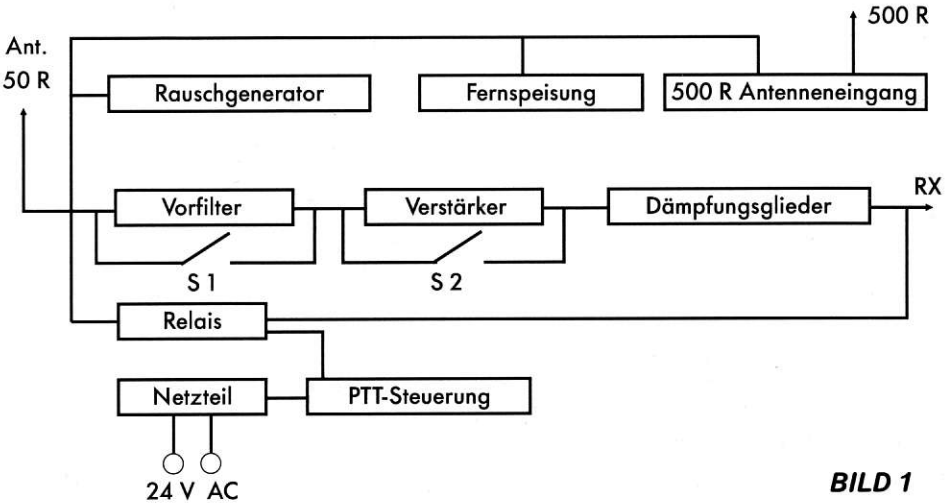 500 R
Ant.
50 R
Rauschgenerator
Fernspeisung
500 R Antenneneingang
RX
Vorfilter
Verstärker
Dämpfungsglieder
S 1
S 2
Relais
Netzteil
PTT-Steuerung
24 V AC
BILD 1